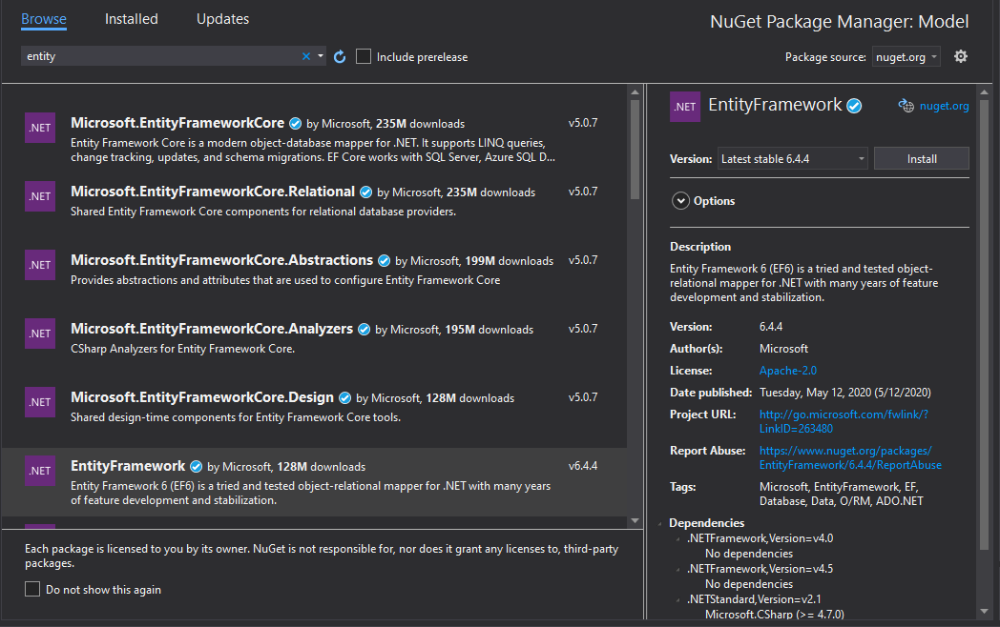 Browse
Installed
Updates
NuGet Package Manager: Model
entity
Include prerelease
Package source: nuget.org
.NET
Microsoft.EntityFrameworkCore by Microsoft, 235M downloads
v5.0.7
Entity Framework Core is a modern object-database mapper for .NET. It supports LINQ queries,
change tracking, updates, and schema migrations. EF Core works with SQL Server, Azure SQL D...
.NET
Microsoft.EntityFrameworkCore.Relational by Microsoft, 235M downloads
v5.0.7
Shared Entity Framework Core components for relational database providers.
.NET
Microsoft.EntityFrameworkCore.Abstractions by Microsoft, 199M downloads
v5.0.7
Provides abstractions and attributes that are used to configure Entity Framework Core
.NET
Microsoft.EntityFrameworkCore.Analyzers by Microsoft, 195M downloads
v5.0.7
CSharp Analyzers for Entity Framework Core.
.NET
Microsoft.EntityFrameworkCore.Design by Microsoft, 128M downloads
v5.0.7
Shared design-time components for Entity Framework Core tools.
.NET
EntityFramework by Microsoft, 128M downloads
v6.4.4
Entity Framework 6 (EF6) is a tried and tested object-relational mapper for .NET with many years
of feature development and stabilization.
Each package is licensed to you by its owner. NuGet is not responsible for, nor does it grant any licenses to, third-party
packages.
Do not show this again
.NET
EntityFramework
nuget.org
Version: Latest stable 6.4.4
Install
Options
Description
Entity Framework 6 (EF6) is a tried and tested object-
relational mapper for .NET with many years of feature
development and stabilization.
Version: 6.4.4
Author(s): Microsoft
License: Apache-2.0
Date published: Tuesday, May 12, 2020 (5/12/2020)
Project URL: http://go.microsoft.com/fwlink/?
LinkID=263480
Report Abuse: https://www.nuget.org/packages/
EntityFramework/6.4.4/ReportAbuse
Tags: Microsoft, EntityFramework, EF,
Database, Data, O/RM, ADO.NET
Dependencies
.NETFramework,Version=v4.0
No dependencies
.NETFramework,Version=v4.5
No dependencies
.NETStandard,Version=v2.1
Microsoft.CSharp (>= 4.7.0)